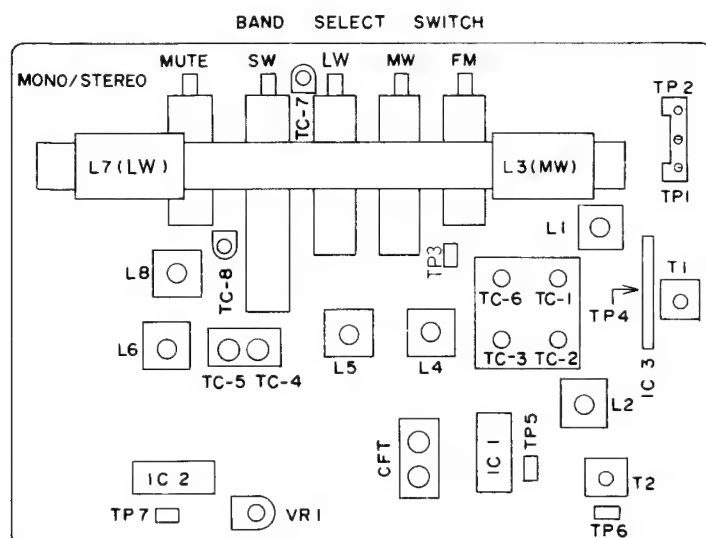 BAND SELECT SWITCH
MUTE SW LW MW FM
MONO/STEREO
TC-7
TP2
L7(LW)
L3(MW)
TP1
L1
L8
TC-8
TP3
T1
TC-6 TC-1
TP4
L6
TC-5 TC-4
L5
L4
TC-3 TC-2
IC 3
L2
CFT
IC 1
TP5
IC 2
T2
TP7
VR1
TP6